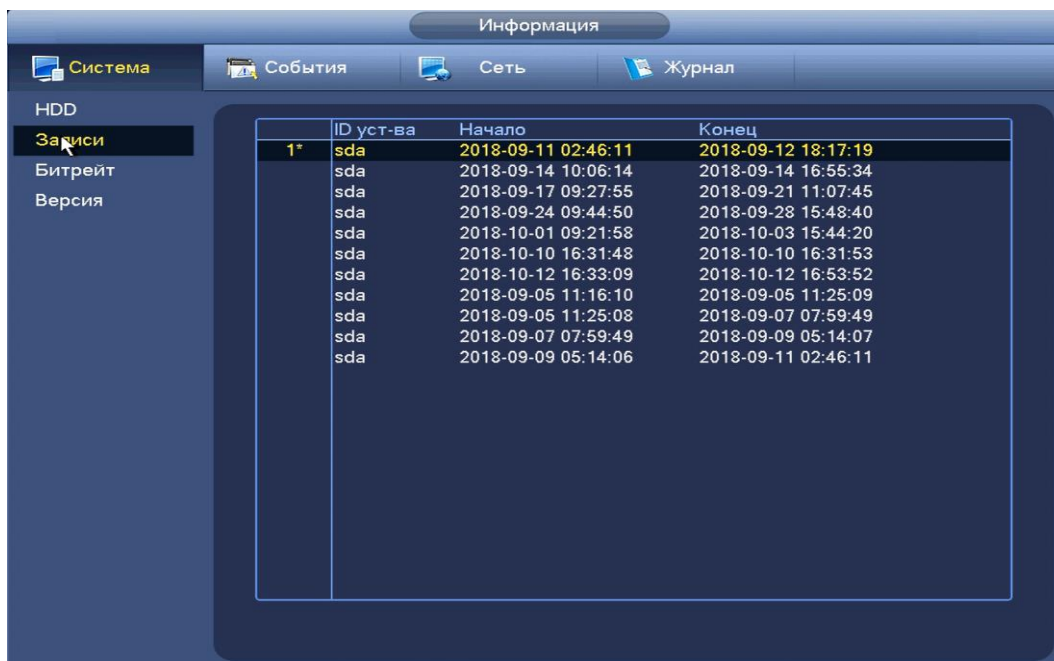 Информация
Система События Сеть Журнал
HDD
Записи
Битрейт
Версия
ID уст-ва Начало Конец
1* sda 2018-09-11 02:46:11 2018-09-12 18:17:19
sda 2018-09-14 10:06:14 2018-09-14 16:55:34
sda 2018-09-17 09:27:55 2018-09-21 11:07:45
sda 2018-09-24 09:44:50 2018-09-28 15:48:40
sda 2018-10-01 09:21:58 2018-10-03 15:44:20
sda 2018-10-10 16:31:48 2018-10-10 16:31:53
sda 2018-10-12 16:33:09 2018-10-12 16:53:52
sda 2018-09-05 11:16:10 2018-09-05 11:25:09
sda 2018-09-05 11:25:08 2018-09-07 07:59:49
sda 2018-09-07 07:59:49 2018-09-09 05:14:07
sda 2018-09-09 05:14:06 2018-09-11 02:46:11